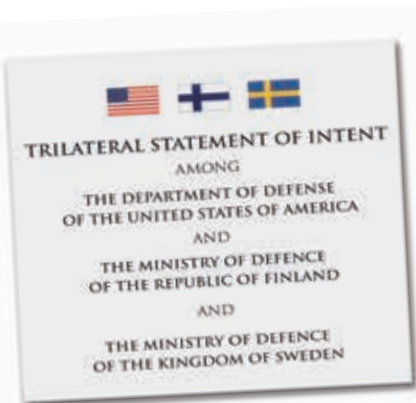 TRILATERAL STATEMENT OF INTENT
AMONG
THE DEPARTMENT OF DEFENSE
OF THE UNITED STATES OF AMERICA
AND
THE MINISTRY OF DEFENCE
OF THE REPUBLIC OF FINLAND
AND
THE MINISTRY OF DEFENCE
OF THE KINGDOM OF SWEDEN